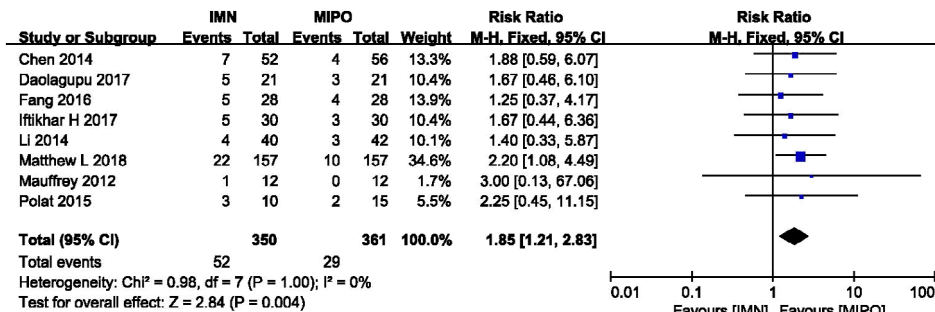 IMN MIPO Risk Ratio Risk Ratio
Study or Subgroup Events Total Events Total Weight M-H. Fixed. 95% CI M-H. Fixed. 95% CI
Chen 2014 7 52 4 56 13.3% 1.88 [0.59, 6.07]
Daolagupu 2017 5 21 3 21 10.4% 1.67 [0.46, 6.10]
Fang 2016 5 28 4 28 13.9% 1.25 [0.37, 4.17]
Iftikhar H 2017 5 30 3 30 10.4% 1.67 [0.44, 6.36]
Li 2014 4 40 3 42 10.1% 1.40 [0.33, 5.87]
Matthew L 2018 22 157 10 157 34.6% 2.20 [1.08, 4.49]
Mauffrey 2012 1 12 0 12 1.7% 3.00 [0.13, 67.06]
Polat 2015 3 10 2 15 5.5% 2.25 [0.45, 11.15]
Total (95% CI) 350 361 100.0% 1.85 [1.21, 2.83]
Total events 52 29
Heterogeneity: Chi² = 0.98, df = 7 (P = 1.00); I² = 0%
Test for overall effect: Z = 2.84 (P = 0.004)
0.01 0.1 1 10 100
Favours [IMN] Favours [MIPO]